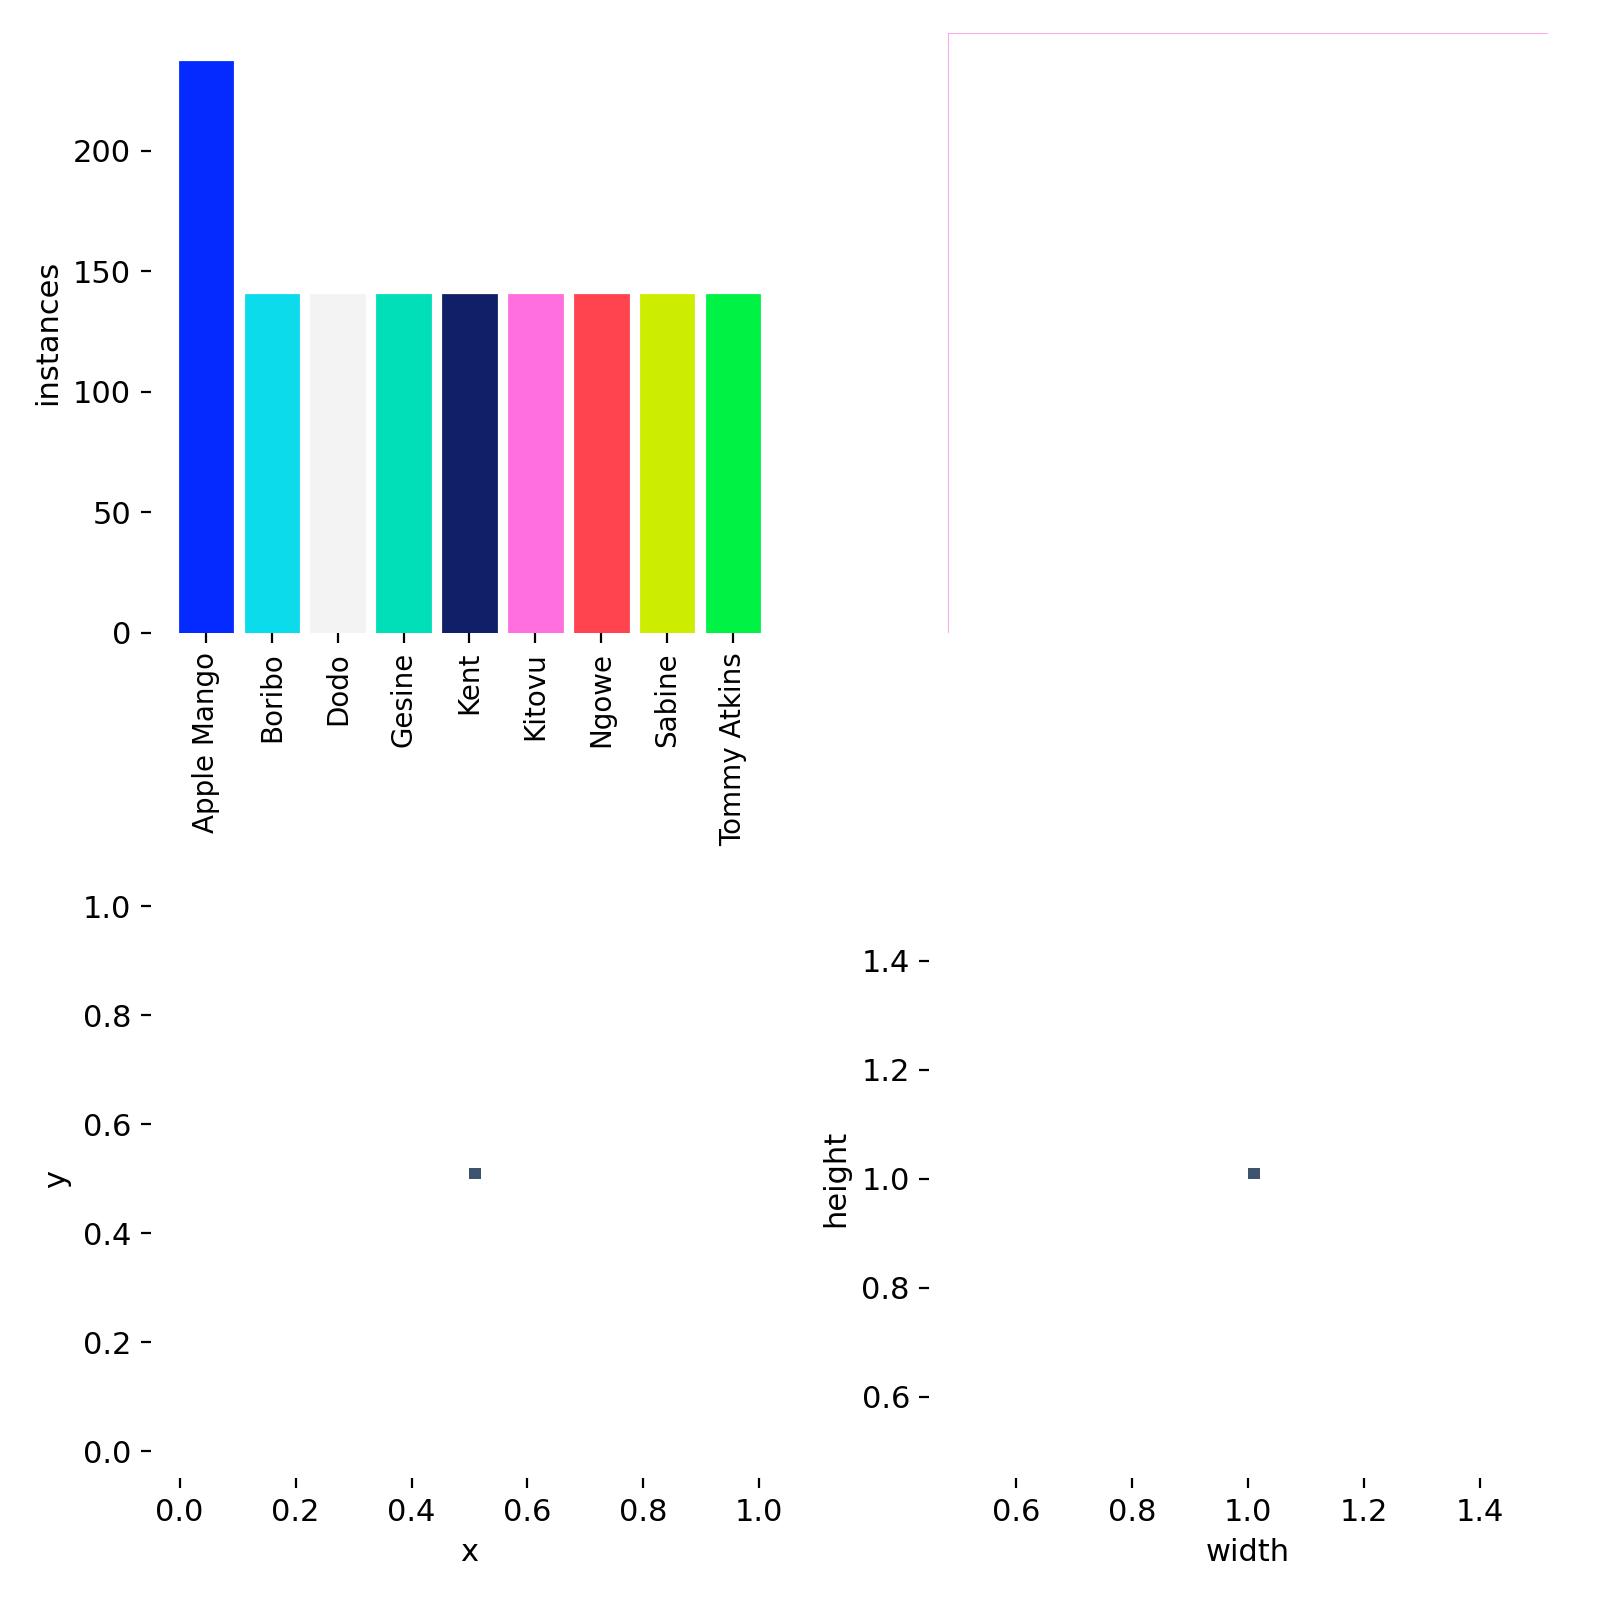 200
150
100
50
0
instances
Apple Mango
Boribo
Dodo
Gesine
Kent
Kitovu
Ngowe
Sabine
Tommy Atkins
1.0
0.8
0.6
0.4
0.2
0.0
y
0.0 0.2 0.4 0.6 0.8 1.0
x
1.4
1.2
1.0
0.8
0.6
height
0.6 0.8 1.0 1.2 1.4
width